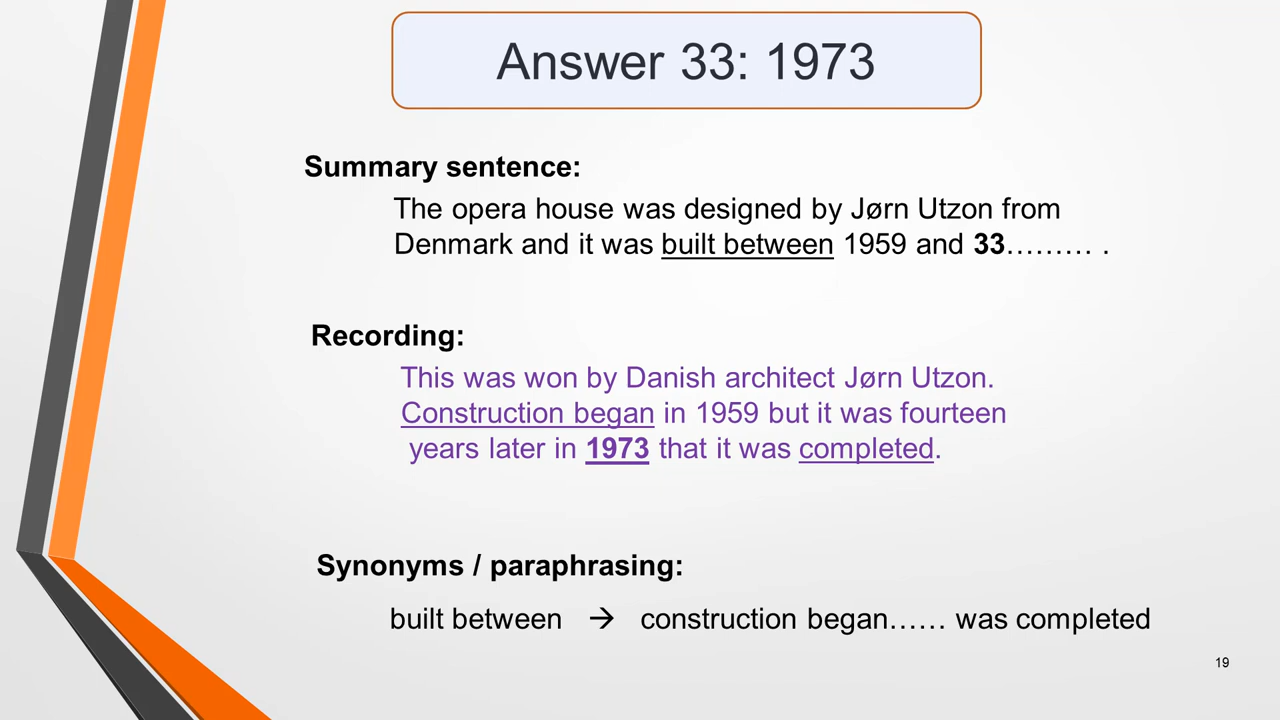 Answer 33: 1973
Summary sentence:
The opera house was designed by Jørn Utzon from
Denmark and it was built between 1959 and 33……… .
Recording:
This was won by Danish architect Jørn Utzon.
Construction began in 1959 but it was fourteen
years later in 1973 that it was completed.
Synonyms / paraphrasing:
built between → construction began…… was completed
19